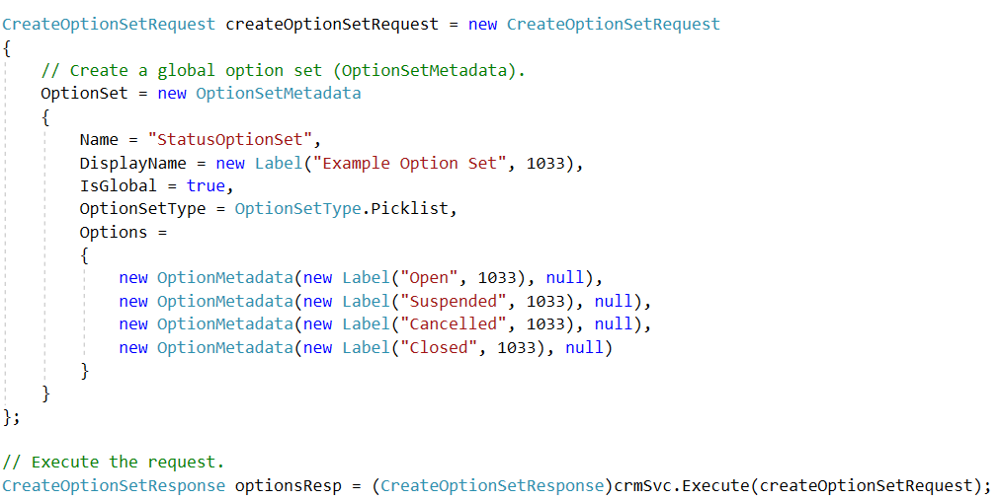 CreateOptionSetRequest createOptionSetRequest = new CreateOptionSetRequest
{
    // Create a global option set (OptionSetMetadata).
    OptionSet = new OptionSetMetadata
    {
        Name = "StatusOptionSet",
        DisplayName = new Label("Example Option Set", 1033),
        IsGlobal = true,
        OptionSetType = OptionSetType.Picklist,
        Options =
        {
            new OptionMetadata(new Label("Open", 1033), null),
            new OptionMetadata(new Label("Suspended", 1033), null),
            new OptionMetadata(new Label("Cancelled", 1033), null),
            new OptionMetadata(new Label("Closed", 1033), null)
        }
    }
};

// Execute the request.
CreateOptionSetResponse optionsResp = (CreateOptionSetResponse)crmSvc.Execute(createOptionSetRequest);